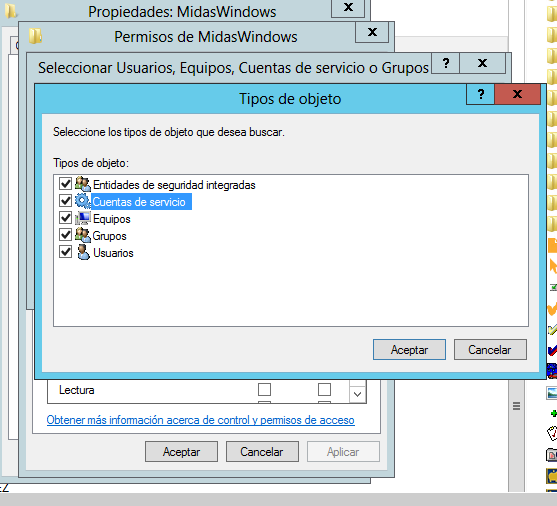 Propiedades: MidasWindows
Permisos de MidasWindows
Seleccionar Usuarios, Equipos, Cuentas de servicio o Grupos
Tipos de objeto
Seleccione los tipos de objeto que desea buscar.
Tipos de objeto:
Entidades de seguridad integradas
Cuentas de servicio
Equipos
Grupos
Usuarios
Aceptar Cancelar
Lectura
Obtener más información acerca de control y permisos de acceso
Aceptar Cancelar Aplicar